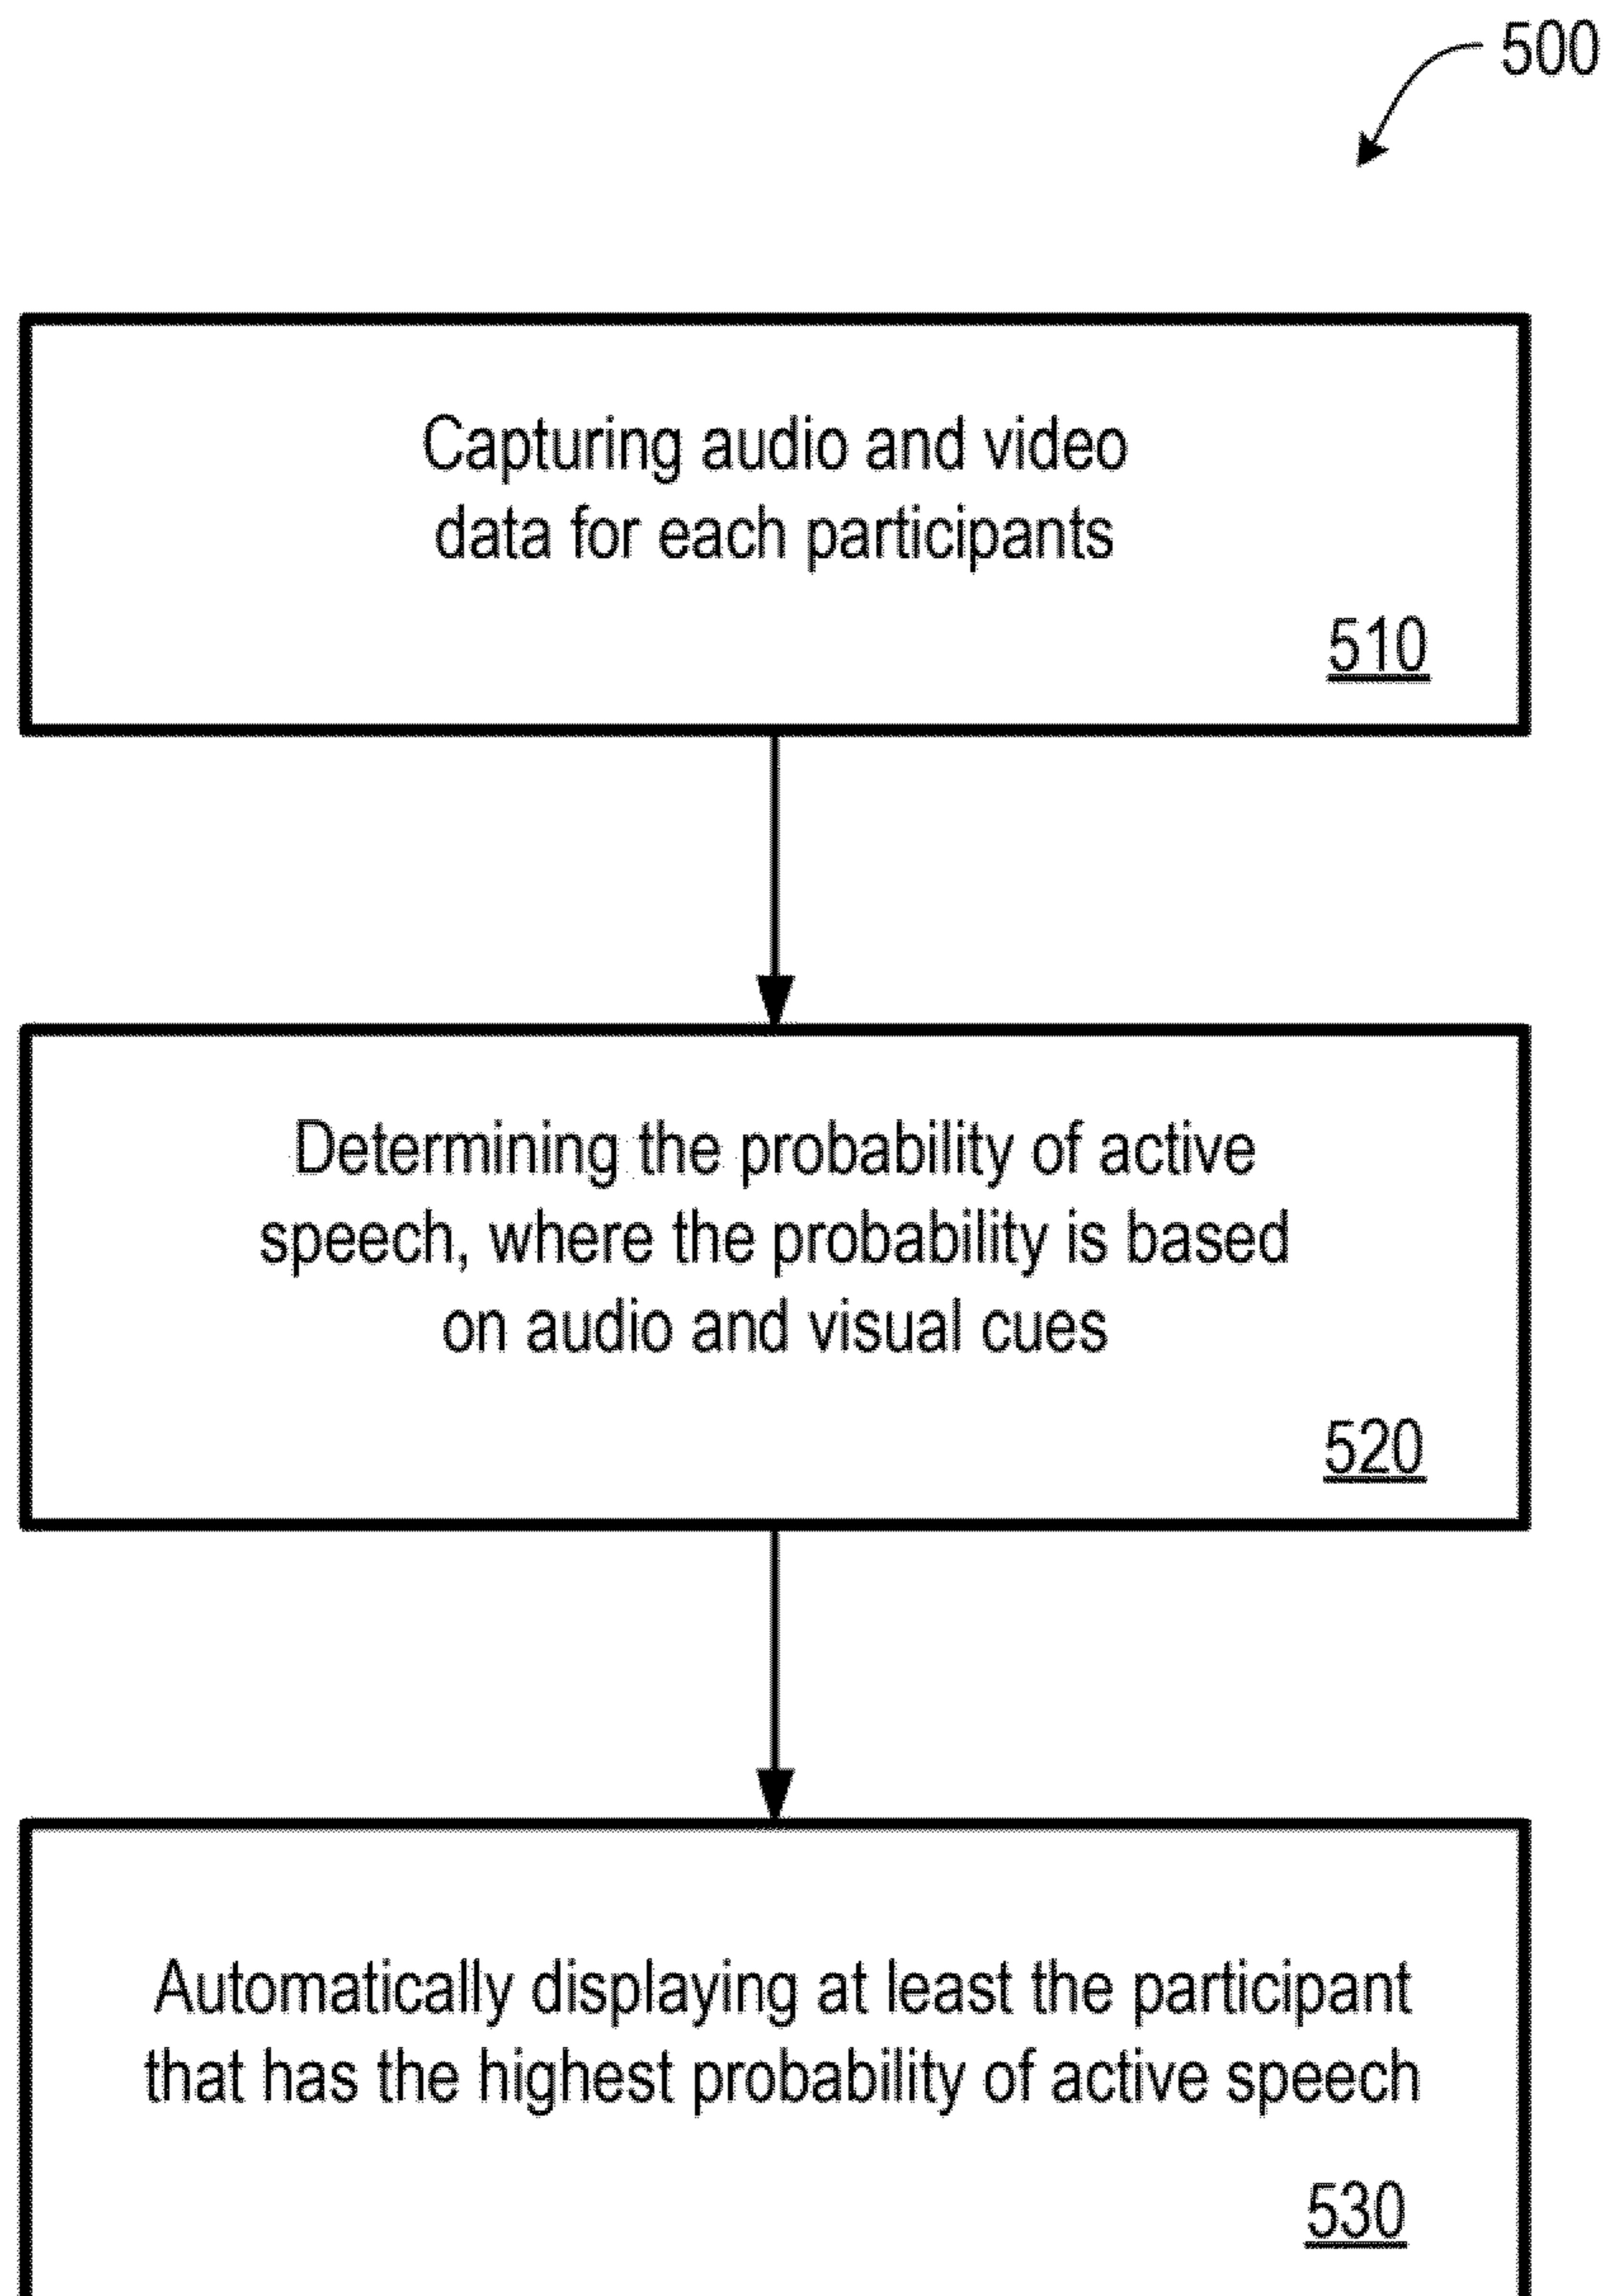 500
Capturing audio and video
data for each participants
510
Determining the probability of active
speech, where the probability is based
on audio and visual cues
520
Automatically displaying at least the participant
that has the highest probability of active speech
530